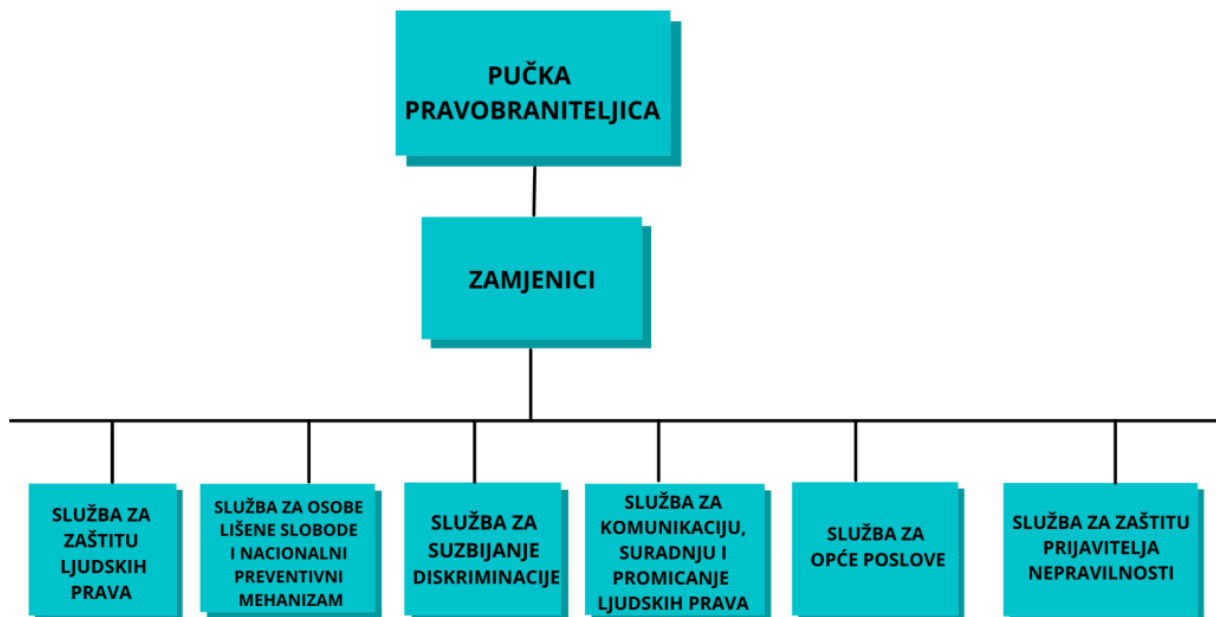 PUČKA
PRAVOBRANITELJICA
ZAMJENICI
SLUŽBA ZA
ZAŠTITU
LJUDSKIH
PRAVA
SLUŽBA ZA OSOBE
LIŠENE SLOBODE
I NACIONALNI
PREVENTIVNI
MEHANIZAM
SLUŽBA ZA
SUZBIJANJE
DISKRIMINACIJE
SLUŽBA ZA
KOMUNIKACIJU,
SURADNJU I
PROMICANJE
LJUDSKIH PRAVA
SLUŽBA ZA
OPĆE POSLOVE
SLUŽBA ZA ZAŠTITU
PRIJAVITELJA
NEPRAVILNOSTI